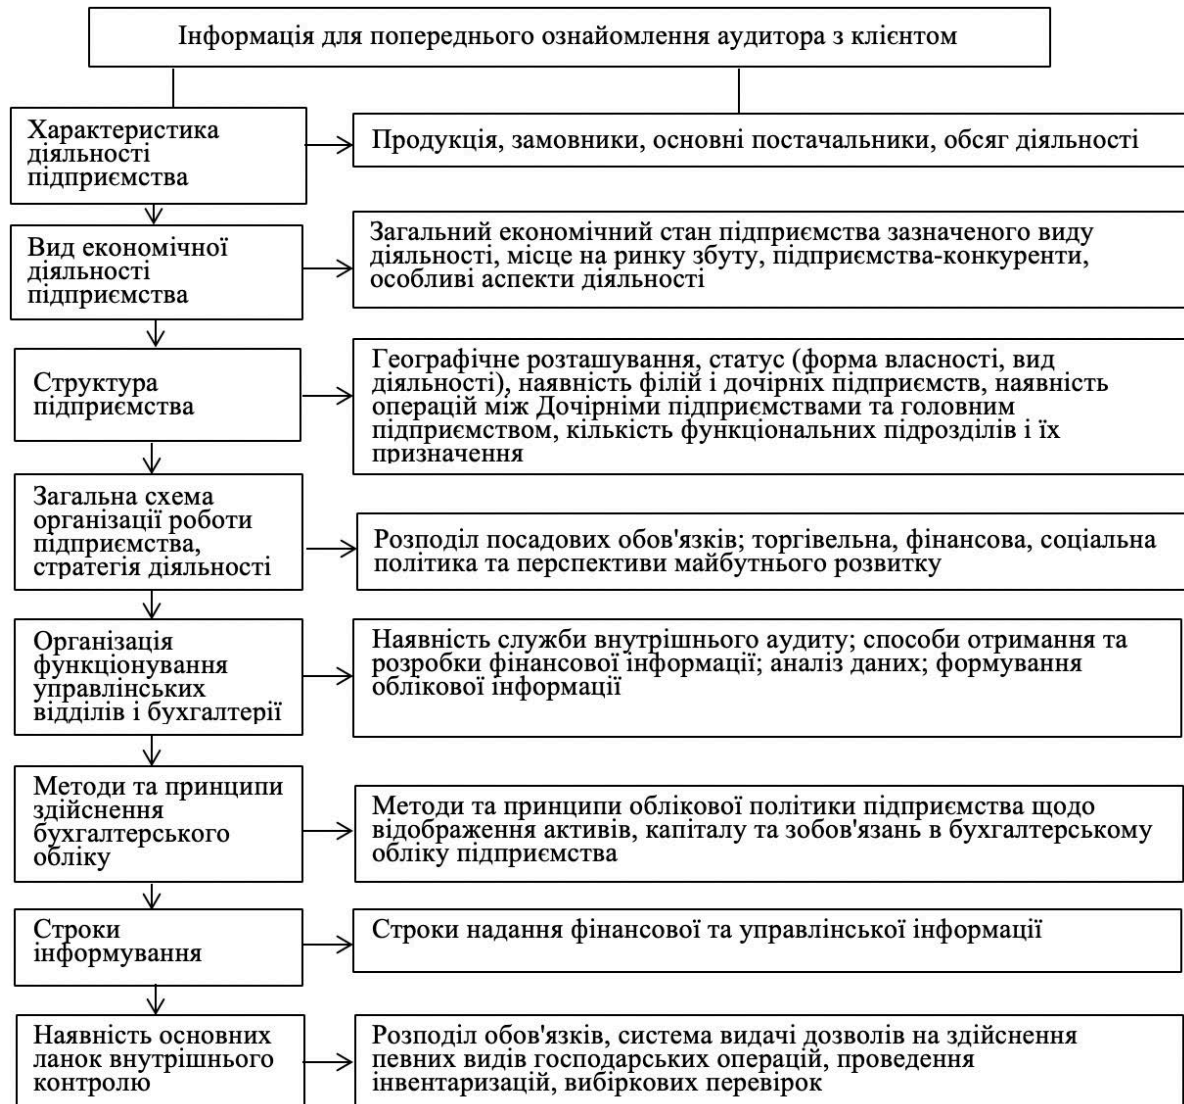 Інформація для попереднього ознайомлення аудитора з клієнтом
Характеристика
діяльності
підприємства
Продукція, замовники, основні постачальники, обсяг діяльності
Вид економічної
діяльності
підприємства
Загальний економічний стан підприємства зазначеного виду
діяльності, місце на ринку збуту, підприємства-конкуренти,
особливі аспекти діяльності
Структура
підприємства
Географічне розташування, статус (форма власності, вид
діяльності), наявність філій і дочірніх підприємств, наявність
операцій між Дочірніми підприємствами та головним
підприємством, кількість функціональних підрозділів і їх
призначення
Загальна схема
організації роботи
підприємства,
стратегія діяльності
Розподіл посадових обов'язків; торгівельна, фінансова, соціальна
політика та перспективи майбутнього розвитку
Організація
функціонування
управлінських
відділів і бухгалтерії
Наявність служби внутрішнього аудиту; способи отримання та
розробки фінансової інформації; аналіз даних; формування
облікової інформації
Методи та принципи
здійснення
бухгалтерського
обліку
Методи та принципи облікової політики підприємства щодо
відображення активів, капіталу та зобов'язань в бухгалтерському
обліку підприємства
Строки
інформування
Строки надання фінансової та управлінської інформації
Наявність основних
ланок внутрішнього
контролю
Розподіл обов'язків, система видачі дозволів на здійснення
певних видів господарських операцій, проведення
інвентаризацій, вибіркових перевірок